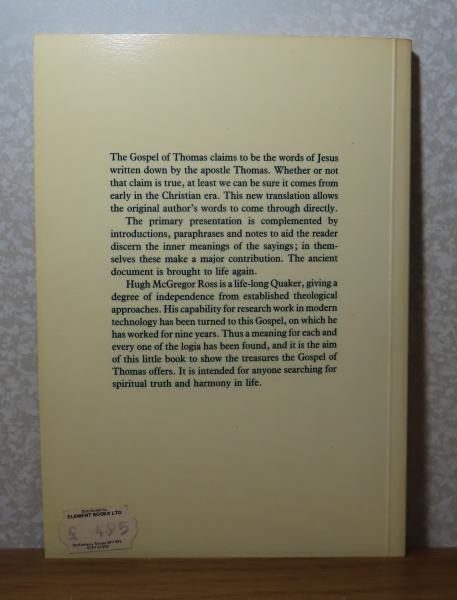 The Gospel of Thomas claims to be the words of Jesus
written down by the apostle Thomas. Whether or not
that claim is true, at least we can be sure it comes from
early in the Christian era. This new translation allows
the original author's words to come through directly.
The primary presentation is complemented by
introductions, paraphrases and notes to aid the reader
discern the inner meanings of the sayings; in them-
selves these make a major contribution. The ancient
document is brought to life again.
Hugh McGregor Ross is a life-long Quaker, giving a
degree of independence from established theological
approaches. His capability for research work in modern
technology has been turned to this Gospel, on which he
has worked for nine years. Thus a meaning for each and
every one of the logia has been found, and it is the aim
of this little book to show the treasures the Gospel of
Thomas offers. It is intended for anyone searching for
spiritual truth and harmony in life.
Distributed by
ELEMENT BOOKS LTD.
£ 4.95